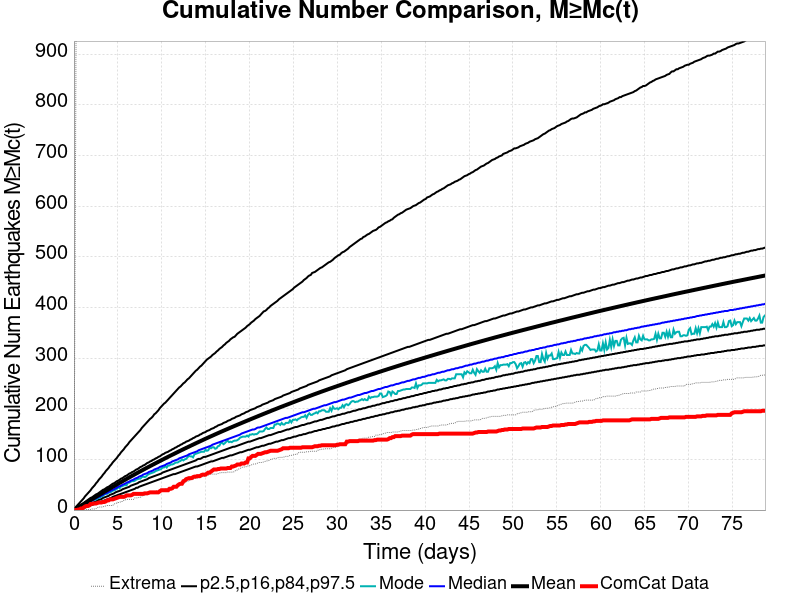 Cumulative Number Comparison, M≥Mc(t)
Cumulative Num Earthquakes M≥Mc(t)
900
800
700
600
500
400
300
200
100
0
0 5 10 15 20 25 30 35 40 45 50 55 60 65 70 75
Time (days)
Extrema p2.5,p16,p84,p97.5 Mode Median Mean ComCat Data